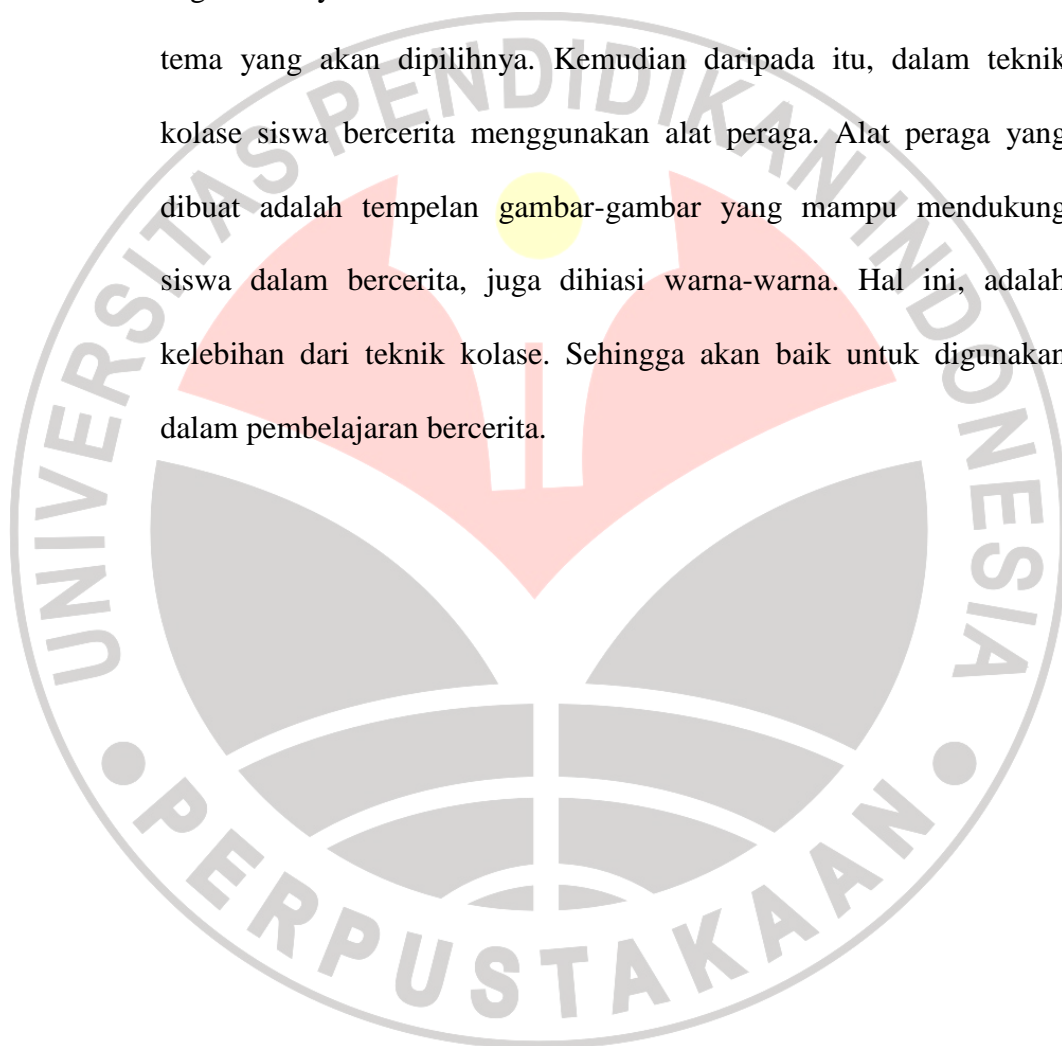 tema yang akan dipilihnya. Kemudian daripada itu, dalam teknik
kolase siswa bercerita menggunakan alat peraga. Alat peraga yang
dibuat adalah tempelan gambar-gambar yang mampu mendukung
siswa dalam bercerita, juga dihiasi warna-warna. Hal ini, adalah
kelebihan dari teknik kolase. Sehingga akan baik untuk digunakan
dalam pembelajaran bercerita.
UNIVERSITAS PENDIDIKAN INDONESIA
PERPUSTAKAAN